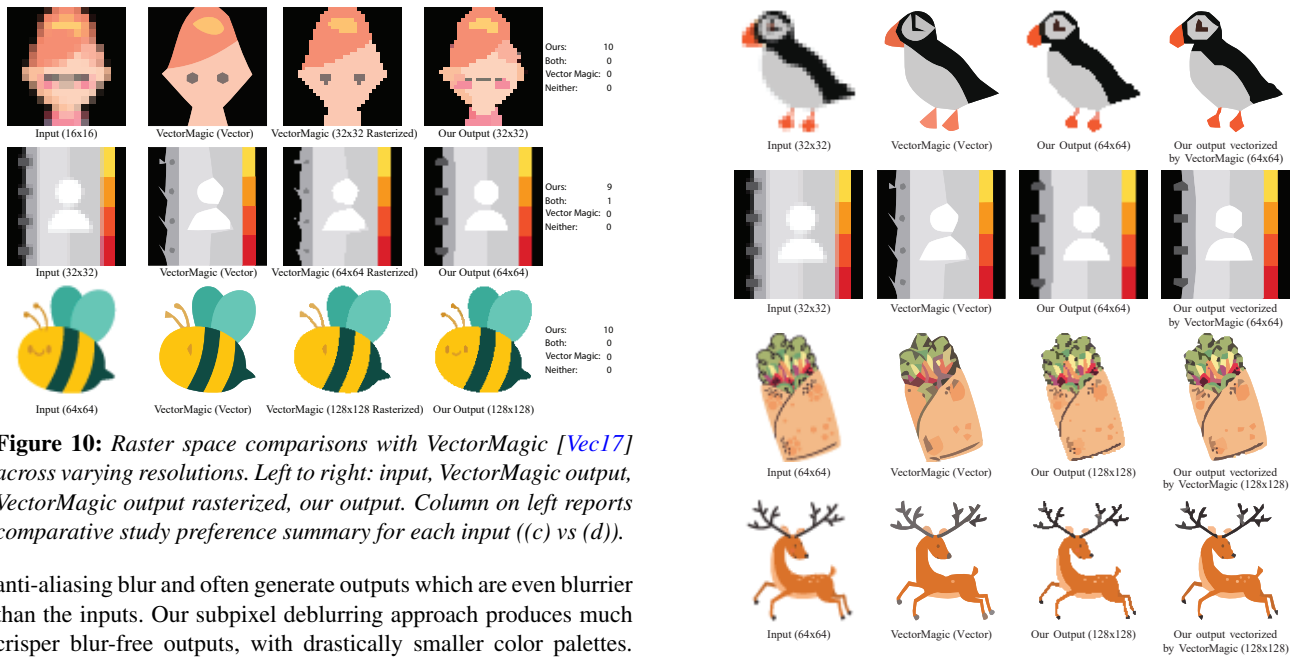 Ours: 10
Both: 0
Vector Magic: 0
Neither: 0
Input (16x16) VectorMagic (Vector) VectorMagic (32x32 Rasterized) Our Output (32x32)
Ours: 9
Both: 1
Vector Magic: 0
Neither: 0
Input (32x32) VectorMagic (Vector) VectorMagic (64x64 Rasterized) Our Output (64x64)
Ours: 10
Both: 0
Vector Magic: 0
Neither: 0
Input (64x64) VectorMagic (Vector) VectorMagic (128x128 Rasterized) Our Output (128x128)
Figure 10: Raster space comparisons with VectorMagic [Vec17]
across varying resolutions. Left to right: input, VectorMagic output,
VectorMagic output rasterized, our output. Column on left reports
comparative study preference summary for each input ((c) vs (d)).
anti-aliasing blur and often generate outputs which are even blurrier
than the inputs. Our subpixel deblurring approach produces much
crisper blur-free outputs, with drastically smaller color palettes.
Input (32x32) VectorMagic (Vector) Our Output (64x64) Our output vectorized
by VectorMagic (64x64)
Input (32x32) VectorMagic (Vector) Our Output (64x64) Our output vectorized
by VectorMagic (64x64)
Input (64x64) VectorMagic (Vector) Our Output (128x128) Our output vectorized
by VectorMagic (128x128)
Input (64x64) VectorMagic (Vector) Our Output (128x128) Our output vectorized
by VectorMagic (128x128)